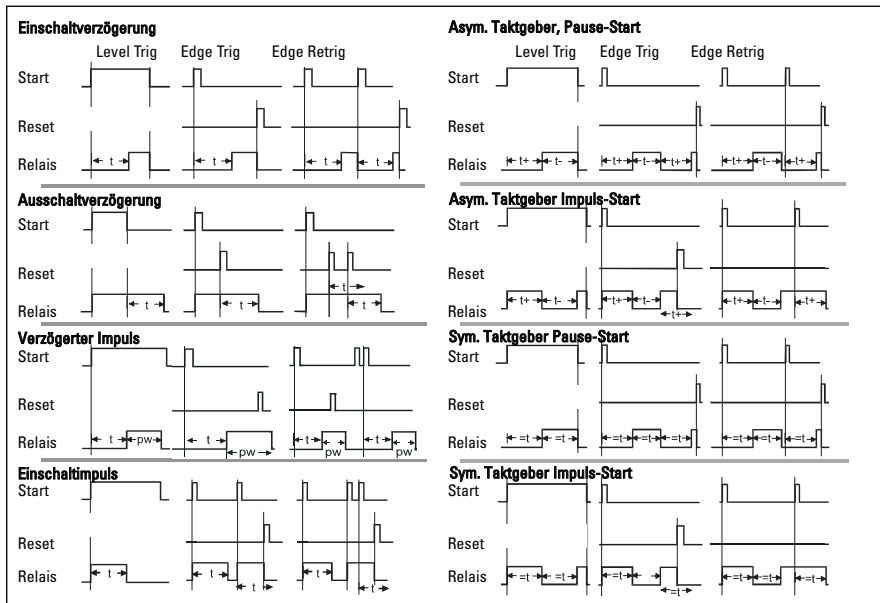 Einschaltverzögerung
Level Trig Edge Trig Edge Retrig
Start
Reset
Relais
t t t t
Ausschaltverzögerung
Start
Reset
t
Relais
t t t
Verzögerter Impuls
Start
Reset
Relais
t pw t pw t pw t pw
Einschaltimpuls
Start
Reset
Relais
t t t t t
Asym. Taktgeber, Pause-Start
Level Trig Edge Trig Edge Retrig
Start
Reset
Relais
t+ t- t+ t- t+ t+ t- t+
Asym. Taktgeber Impuls-Start
Start
Reset
Relais
t+ t- t+ t- t+ t+ t- t+
Sym. Taktgeber Pause-Start
Start
Reset
Relais
=t =t =t =t =t =t =t =t
Sym. Taktgeber Impuls-Start
Start
Reset
Relais
=t =t =t =t =t =t =t